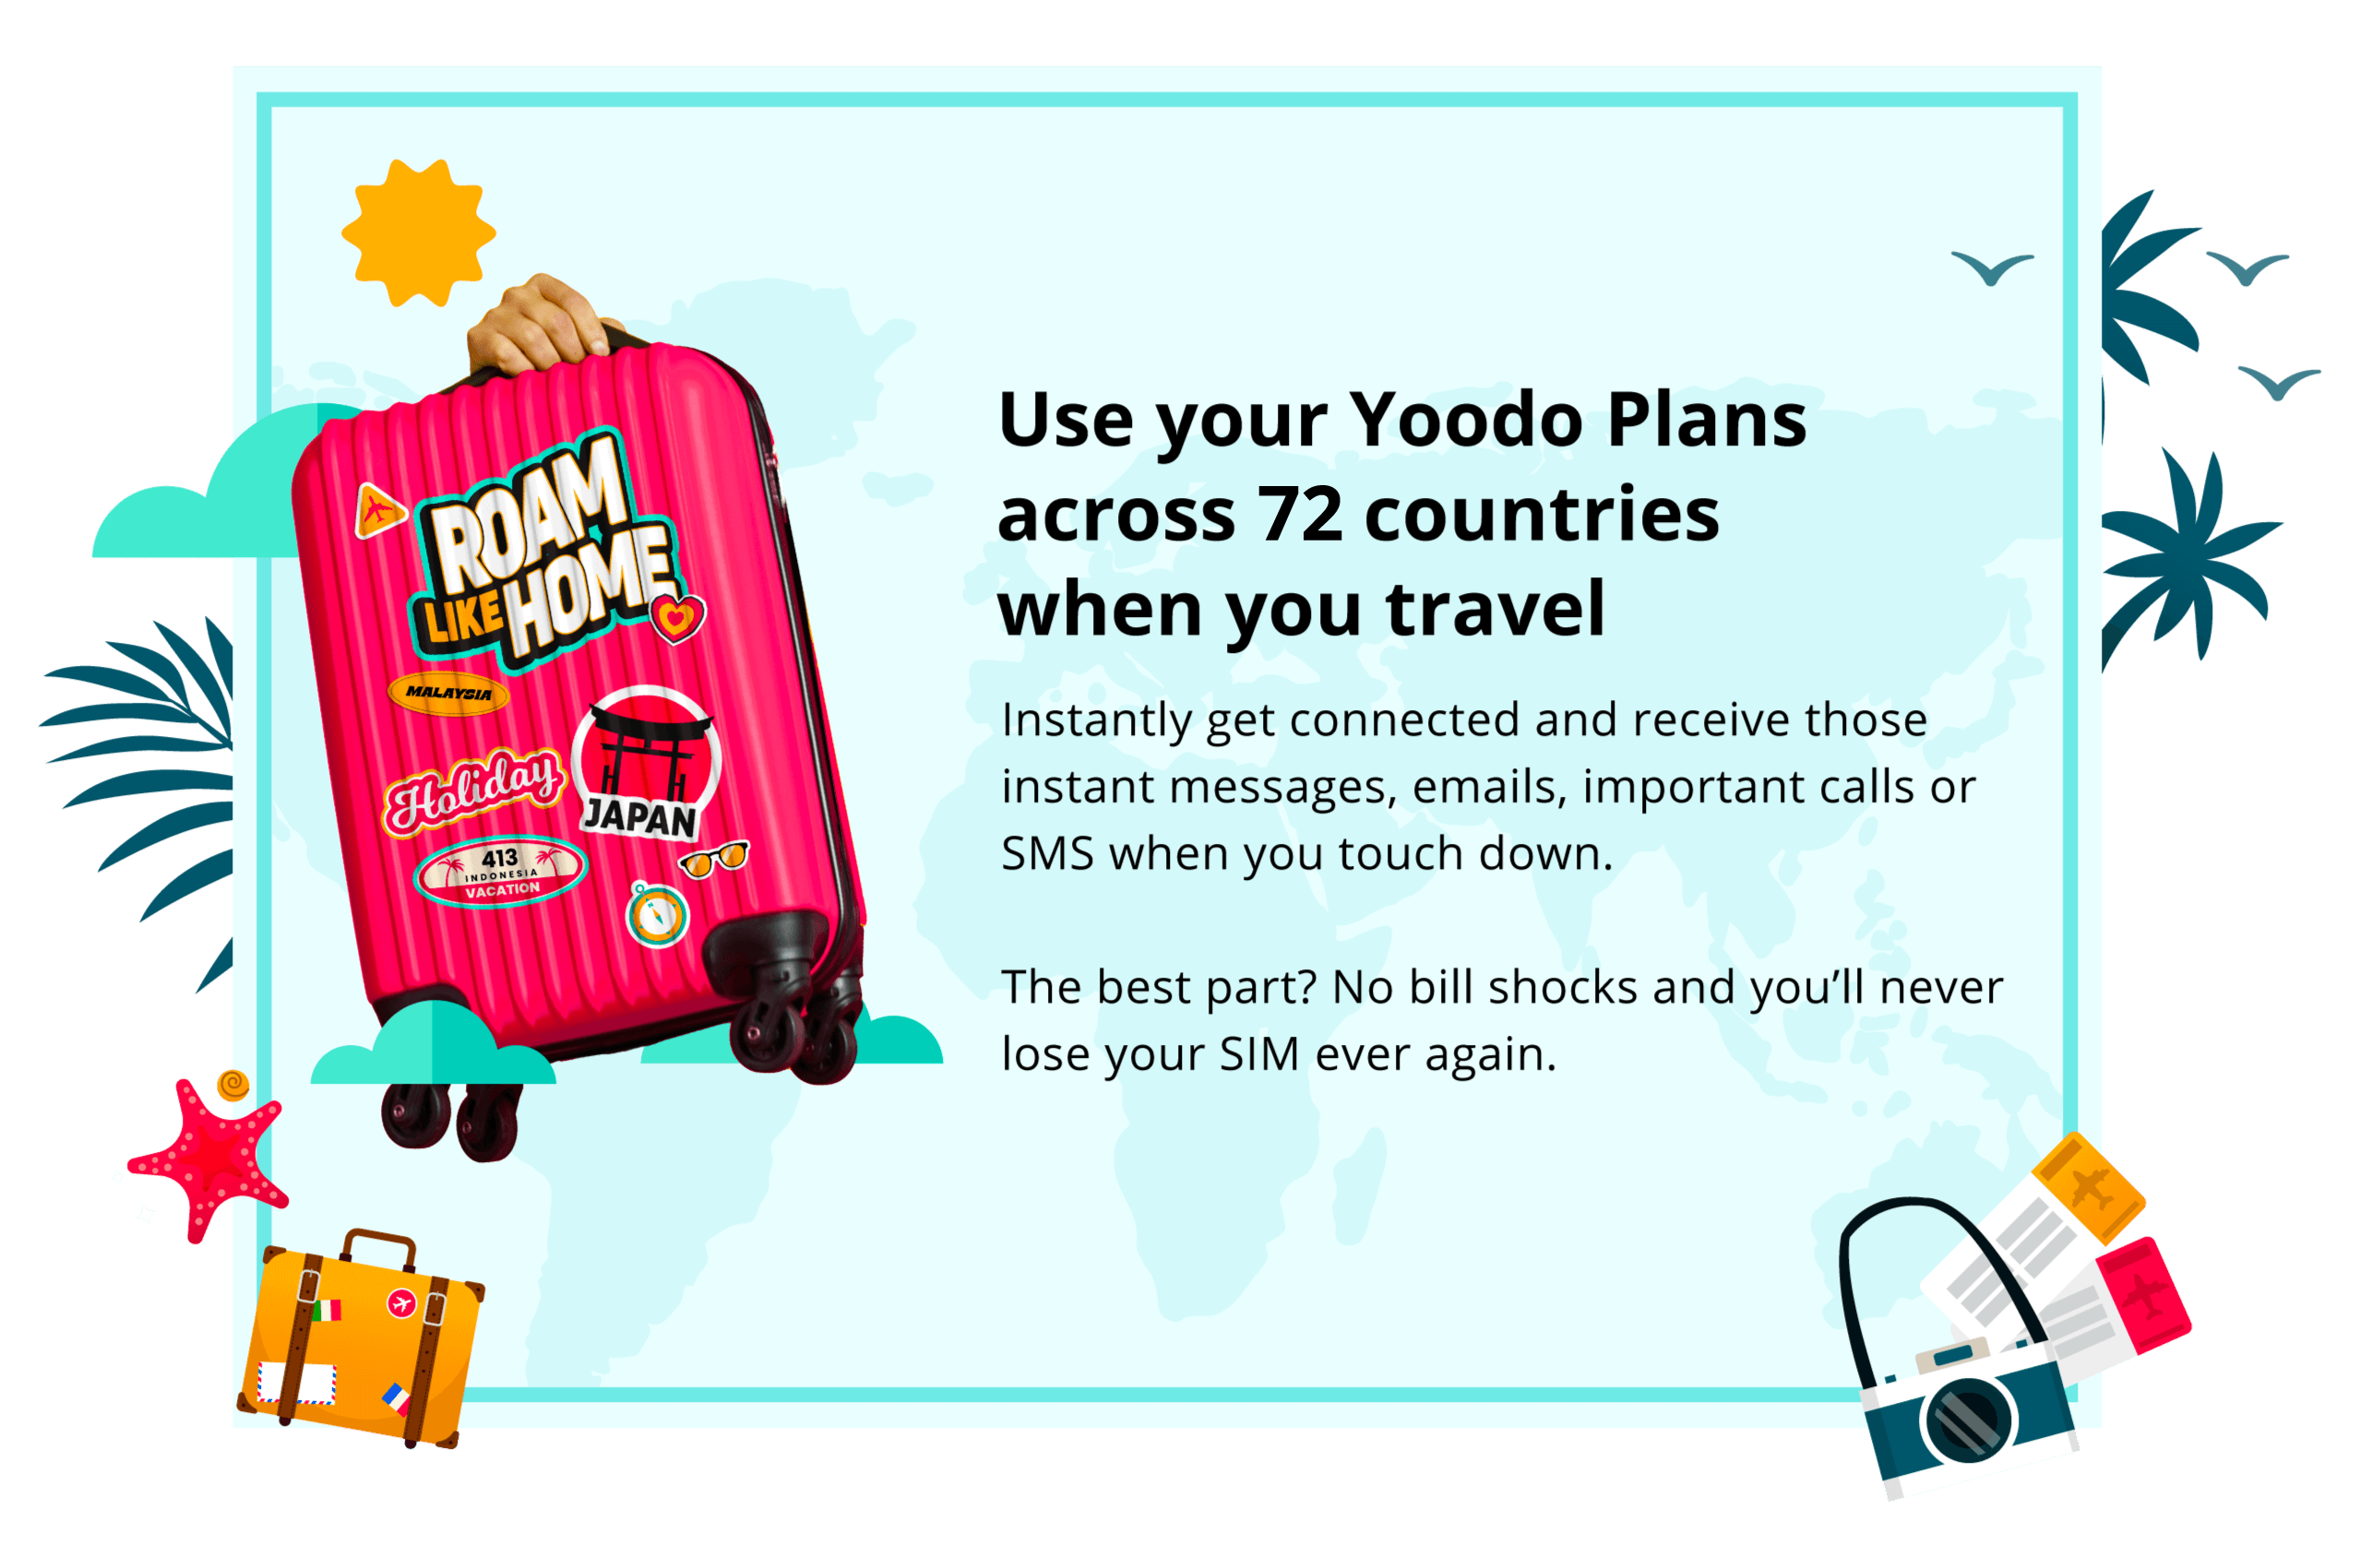 ROAM
LIKE HOME
MALAYSIA
Holiday
JAPAN
413
INDONESIA
VACATION
Use your Yoodo Plans
across 72 countries
when you travel
Instantly get connected and receive those
instant messages, emails, important calls or
SMS when you touch down.
The best part? No bill shocks and you’ll never
lose your SIM ever again.